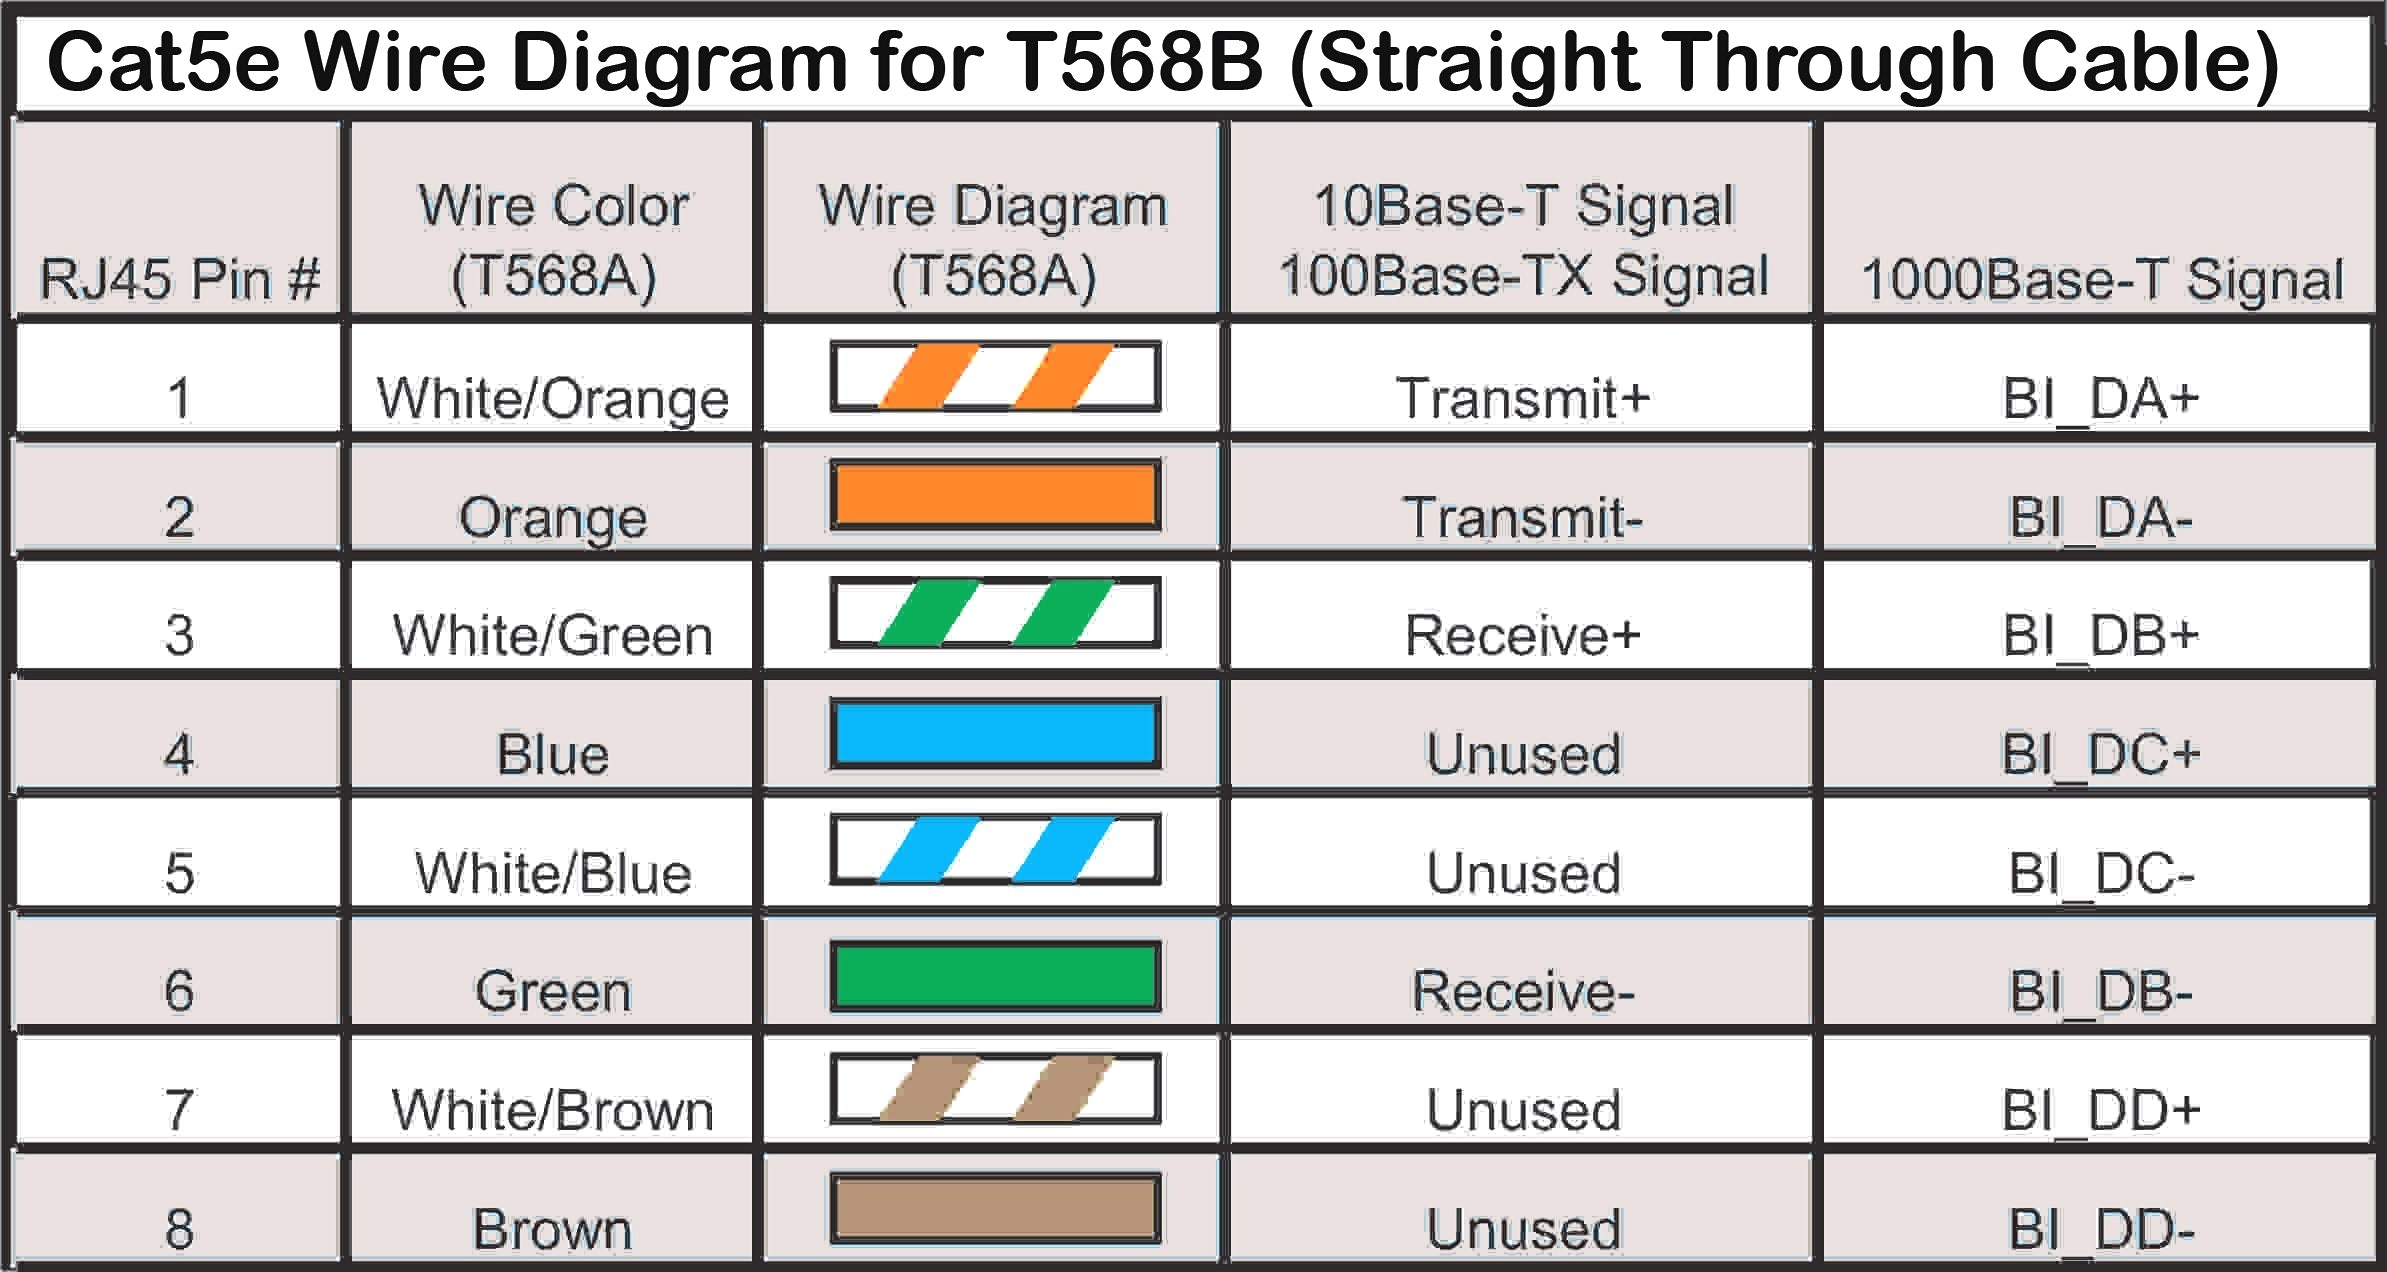 Cat5e Wire Diagram for T568B (Straight Through Cable)
RJ45 Pin # Wire Color (T568A) Wire Diagram (T568A) 10Base-T Signal 100Base-TX Signal 1000Base-T Signal
1 White/Orange Transmit+ BI_DA+
2 Orange Transmit- BI_DA-
3 White/Green Receive+ BI_DB+
4 Blue Unused BI_DC+
5 White/Blue Unused BI_DC-
6 Green Receive- BI_DB-
7 White/Brown Unused BI_DD+
8 Brown Unused BI_DD-